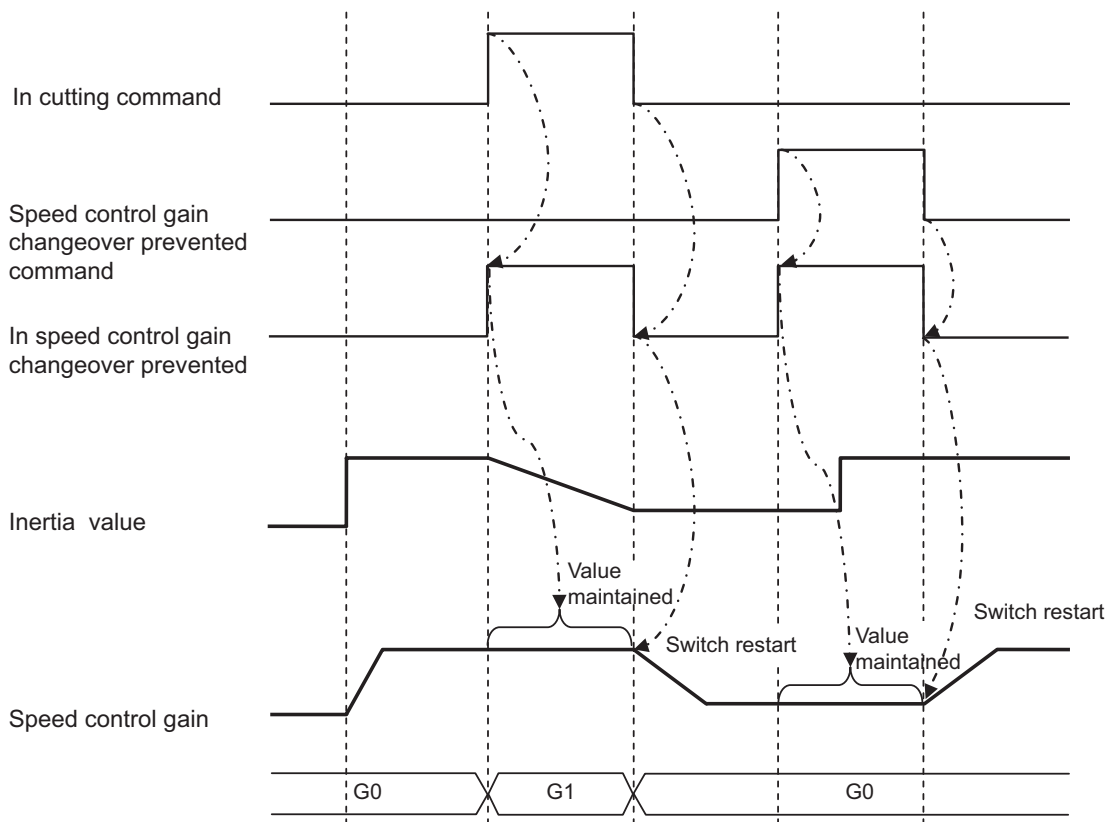 In cutting command
Speed control gain
changeover prevented
command
In speed control gain
changeover prevented
Inertia value
Value
maintained
Switch restart
Switch restart
Value
maintained
Speed control gain
G0
G1
G0